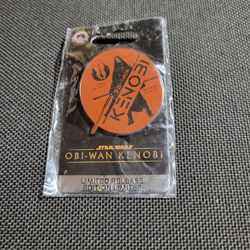 KENOBI
STAR WARS
OBI-WAN KENOBI
LIMITED RELEASE
EDITION LIMITÉE